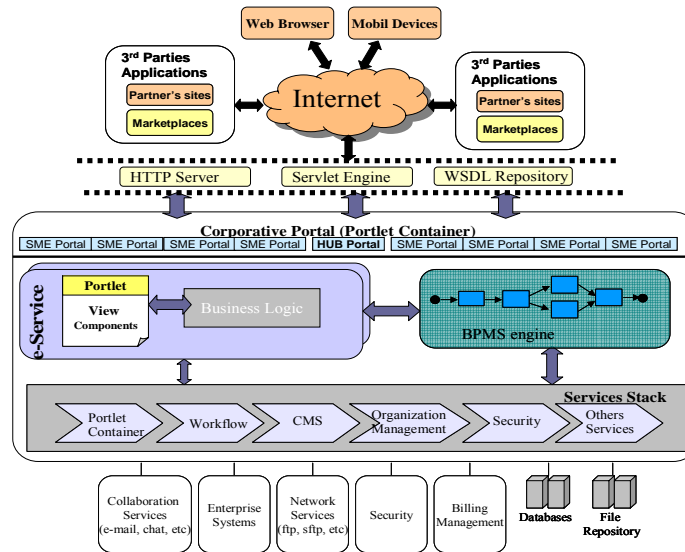 Web Browser
Mobil Devices
3rd Parties
Applications
Partner's sites
Marketplaces
Internet
3rd Parties
Applications
Partner's sites
Marketplaces
HTTP Server
Servlet Engine
WSDL Repository
Corporative Portal (Portlet Container)
SME Portal
SME Portal
SME Portal
SME Portal
HUB Portal
SME Portal
SME Portal
SME Portal
SME Portal
e-Service
Portlet
View
Components
Business Logic
BPMS engine
Services Stack
Portlet
Container
Workflow
CMS
Organization
Management
Security
Others
Services
Collaboration
Services
(e-mail, chat, etc)
Enterprise
Systems
Network
Services
(ftp, sftp, etc)
Security
Billing
Management
Databases
File
Repository